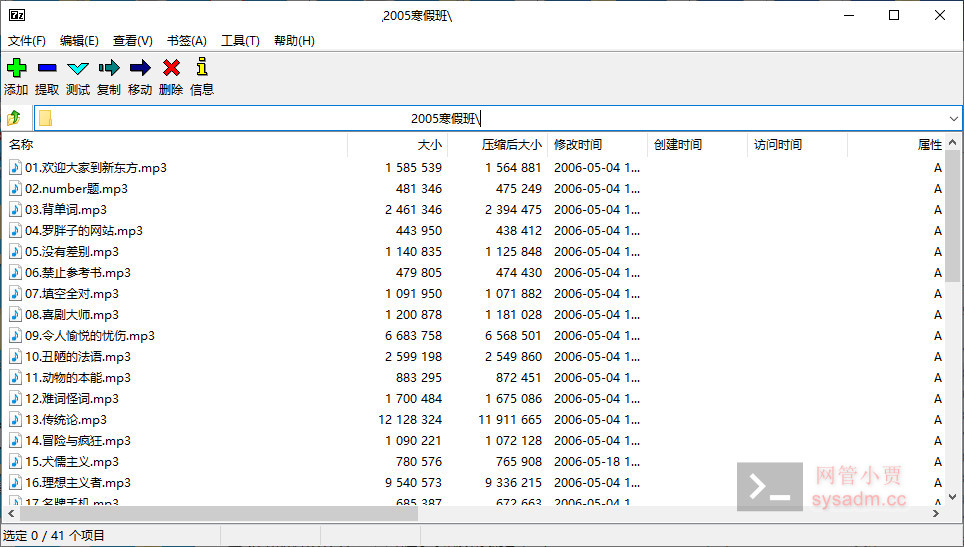 7z 2005寒假班\
文件(F) 编辑(E) 查看(V) 书签(A) 工具(T) 帮助(H)
添加 提取 测试 复制 移动 删除 信息
2005寒假班\
名称 大小 压缩后大小 修改时间 创建时间 访问时间 属性
01.欢迎大家到新东方.mp3 1 585 539 1 564 881 2006-05-04 1... A
02.number题.mp3 481 346 475 249 2006-05-04 1... A
03.背单词.mp3 2 461 346 2 394 475 2006-05-04 1... A
04.罗胖子的网站.mp3 443 950 438 412 2006-05-04 1... A
05.没有差别.mp3 1 140 835 1 125 848 2006-05-04 1... A
06.禁止参考书.mp3 479 805 474 430 2006-05-04 1... A
07.填空全对.mp3 1 091 950 1 071 882 2006-05-04 1... A
08.喜剧大师.mp3 1 200 878 1 181 028 2006-05-04 1... A
09.令人愉悦的忧伤.mp3 6 683 758 6 568 501 2006-05-04 1... A
10.丑陋的法语.mp3 2 599 198 2 549 860 2006-05-04 1... A
11.动物的本能.mp3 883 295 872 451 2006-05-04 1... A
12.难词怪词.mp3 1 700 484 1 675 086 2006-05-04 1... A
13.传统论.mp3 12 128 324 11 911 665 2006-05-04 1... A
14.冒险与疯狂.mp3 1 090 221 1 072 128 2006-05-04 1... A
15.犬儒主义.mp3 780 576 765 908 2006-05-18 1... A
16.理想主义者.mp3 9 540 573 9 336 215 2006-05-04 1... A
17.名牌手机.mp3 685 387 672 663 2006-05-04 1... A
网管小贾
sysadm.cc
选定 0 / 41 个项目